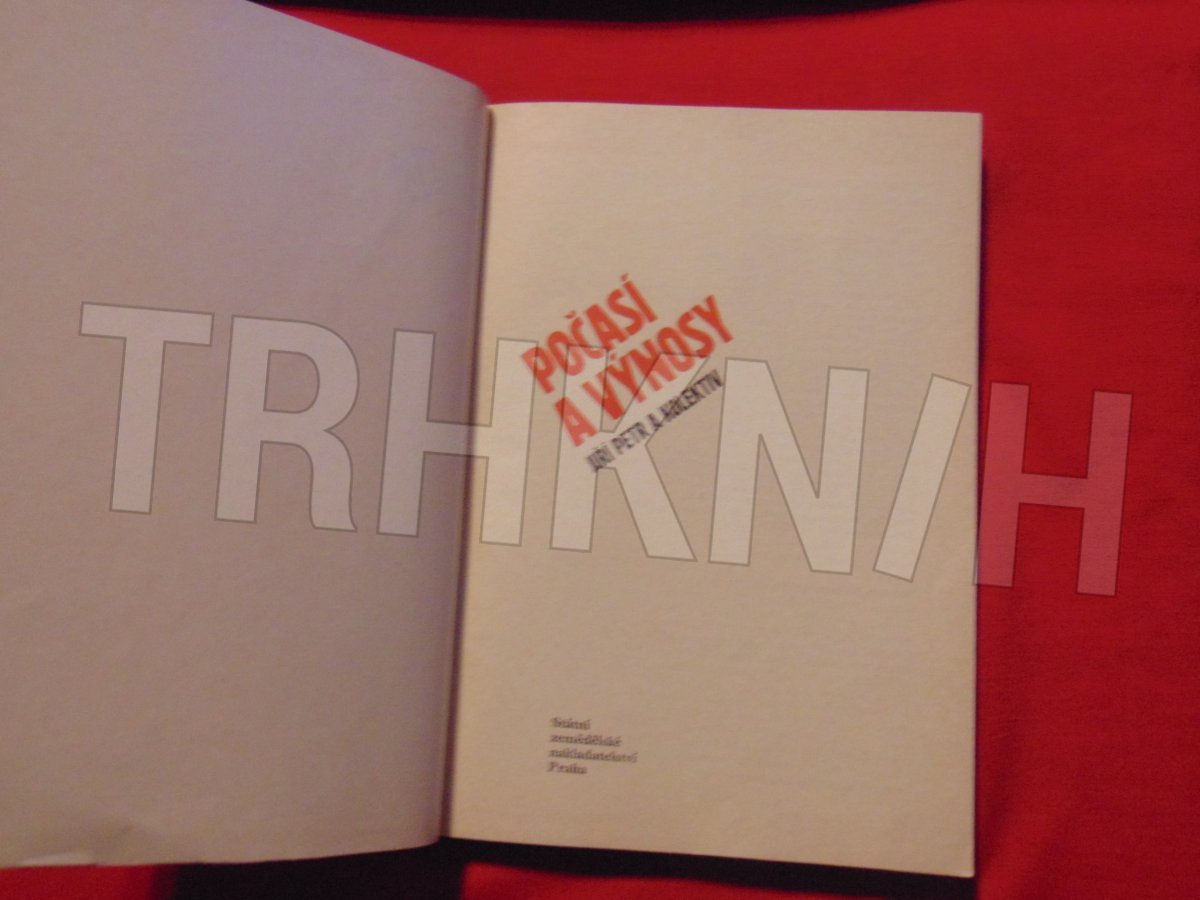 POČASÍ
A VÝNOSY
JIŘÍ PETR A KOLEKTIV
TRHKNIH
Státní
zemědělské
nakladatelství
Praha